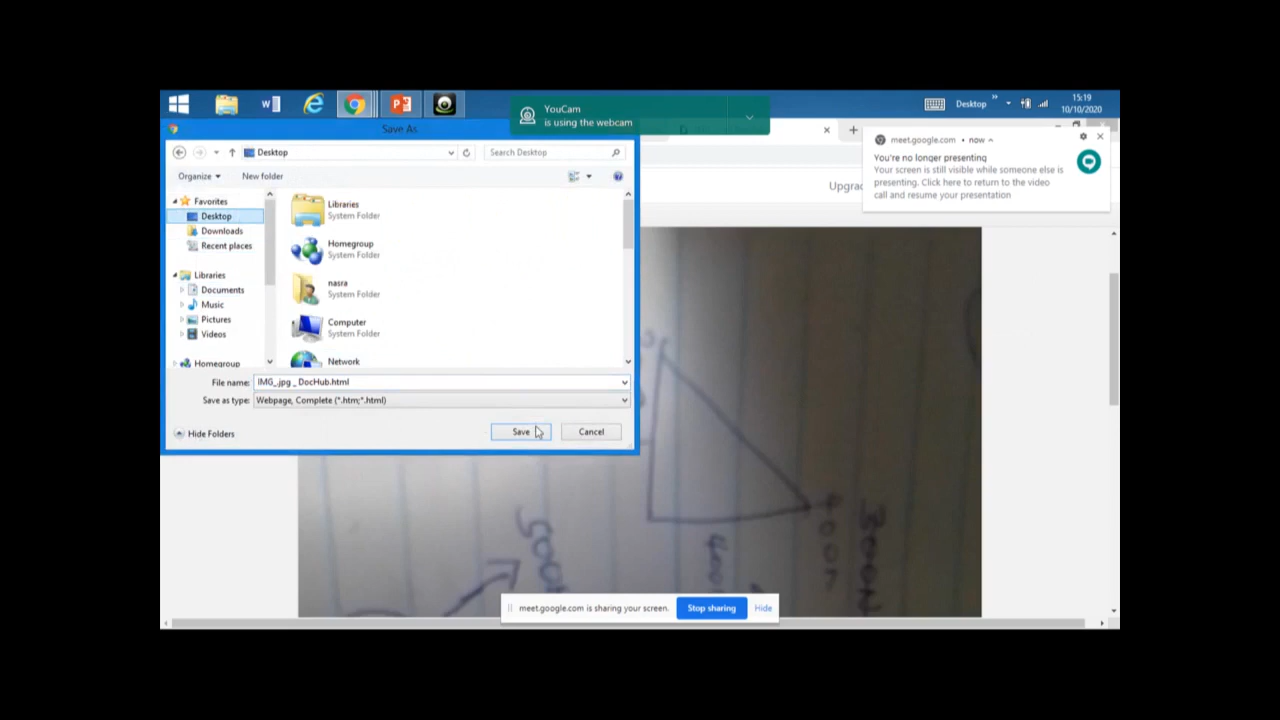 YouCam
is using the webcam
Desktop
»
15:19
10/10/2020
Save As
Desktop
Search Desktop
Organize
New folder
Favorites
Desktop
Downloads
Recent places
Libraries
Documents
Music
Pictures
Videos
Homegroup
Libraries
System Folder
Homegroup
System Folder
nasra
System Folder
Computer
System Folder
Network
File name:
IMG_.jpg _ DocHub.html
Save as type:
Webpage, Complete (*.htm;*.html)
Hide Folders
Save
Cancel
meet.google.com • now
You're no longer presenting
Your screen is still visible while someone else is
presenting. Click here to return to the video
call and resume your presentation
meet.google.com is sharing your screen.
Stop sharing
Hide